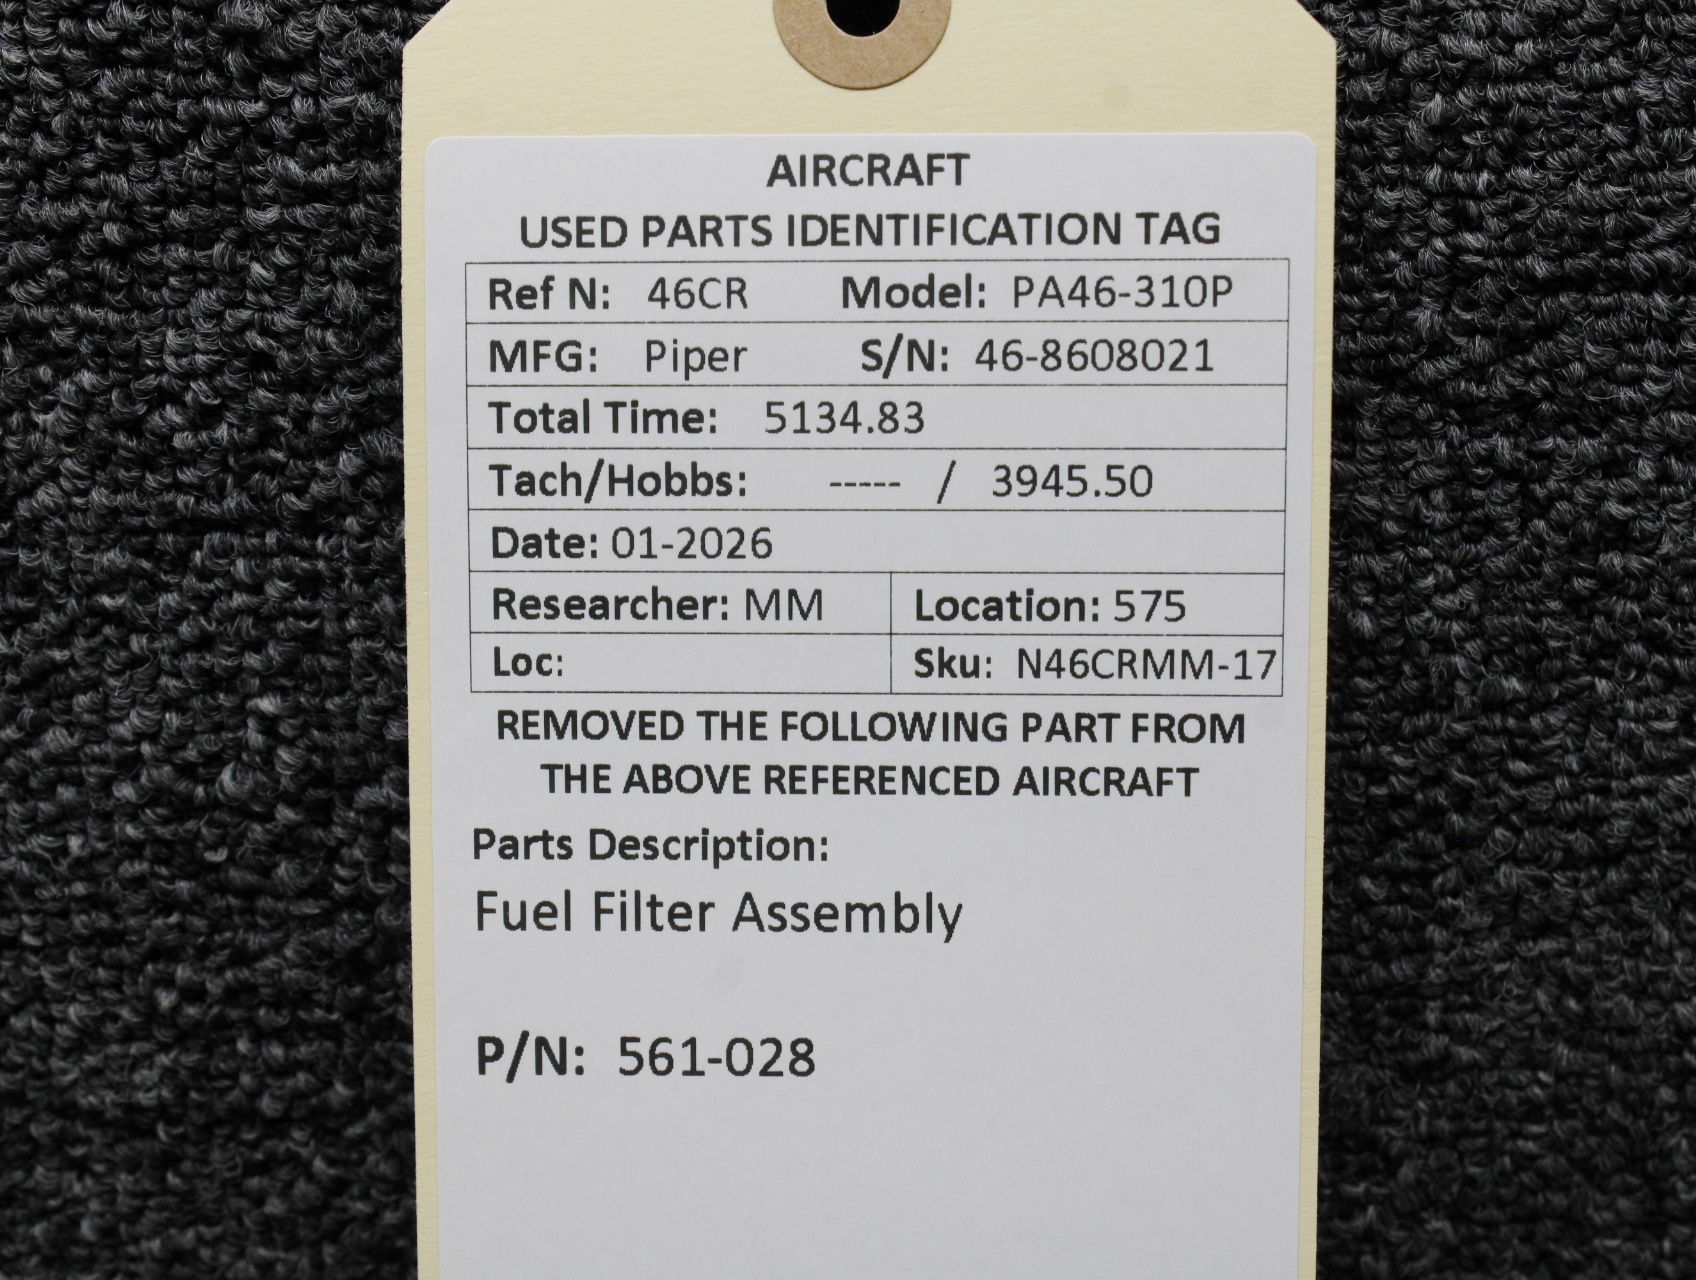 AIRCRAFT
USED PARTS IDENTIFICATION TAG
Ref N: 46CR Model: PA46-310P
MFG: Piper S/N: 46-8608021
Total Time: 5134.83
Tach/Hobbs: ----- / 3945.50
Date: 01-2026
Researcher: MM Location: 575
Loc: Sku: N46CRMM-17
REMOVED THE FOLLOWING PART FROM
THE ABOVE REFERENCED AIRCRAFT
Parts Description:
Fuel Filter Assembly
P/N: 561-028